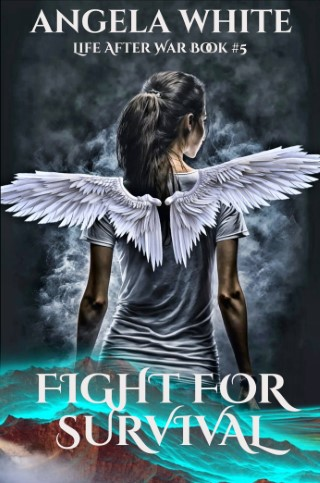 ANGELA WHITE
LIFE AFTER WAR BOOK #5
FIGHT FOR
SURVIVAL